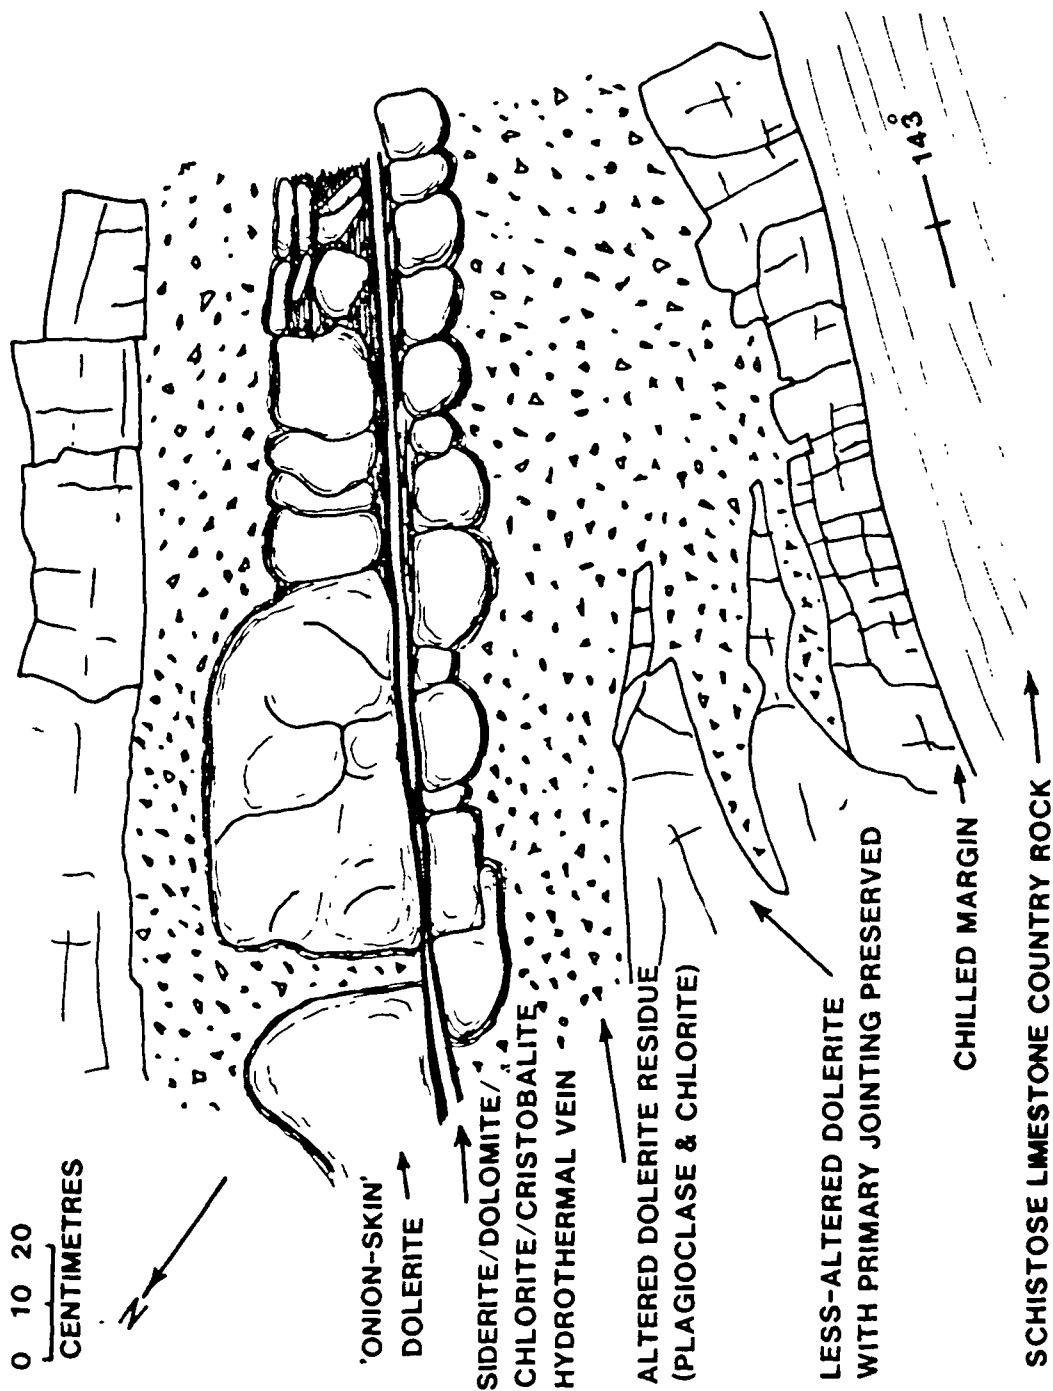 0 10 20
CENTIMETRES
N
'ONION-SKIN'
DOLERITE
SIDERITE/DOLOMITE/
CHLORITE/CRISTOBALITE
HYDROTHERMAL VEIN
ALTERED DOLERITE RESIDUE
(PLAGIOCLASE & CHLORITE)
LESS-ALTERED DOLERITE
WITH PRIMARY JOINTING PRESERVED
CHILLED MARGIN
SCHISTOSE LIMESTONE COUNTRY ROCK
143°